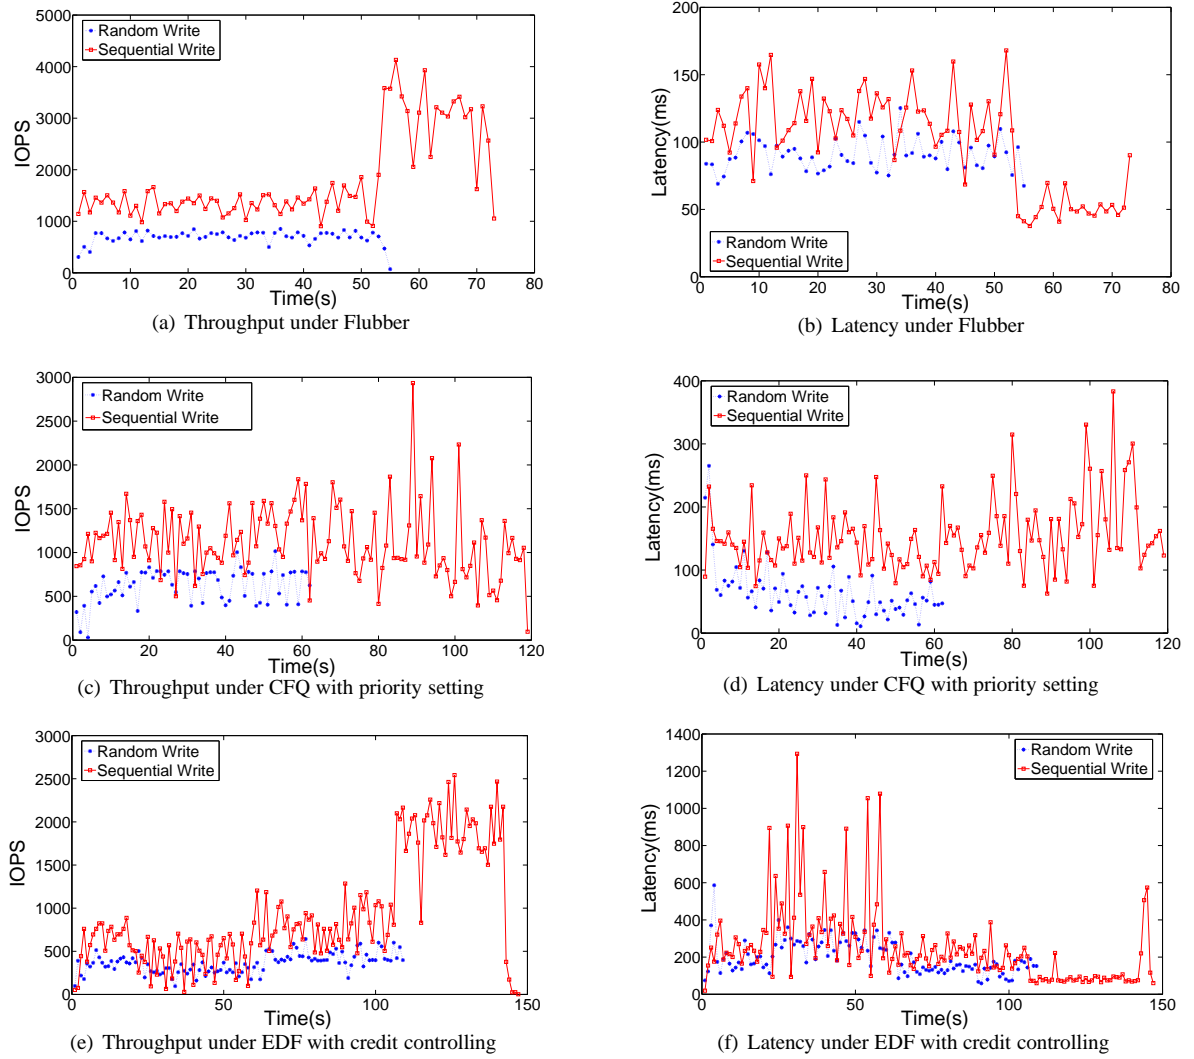 5000
4000
3000
2000
1000
0
IOPS
Random Write
Sequential Write
0 10 20 30 40 50 60 70 80
Time(s)
(a) Throughput under Flubber
200
150
100
50
0
Latency(ms)
Random Write
Sequential Write
0 10 20 30 40 50 60 70 80
Time(s)
(b) Latency under Flubber
3000
2500
2000
1500
1000
500
0
IOPS
Random Write
Sequential Write
0 20 40 60 80 100 120
Time(s)
(c) Throughput under CFQ with priority setting
400
300
200
100
0
Latency(ms)
Random Write
Sequential Write
0 20 40 60 80 100 120
Time(s)
(d) Latency under CFQ with priority setting
3000
2500
2000
1500
1000
500
0
IOPS
Random Write
Sequential Write
0 50 100 150
Time(s)
(e) Throughput under EDF with credit controlling
1400
1200
1000
800
600
400
200
0
Latency(ms)
Random Write
Sequential Write
0 50 100 150
Time(s)
(f) Latency under EDF with credit controlling